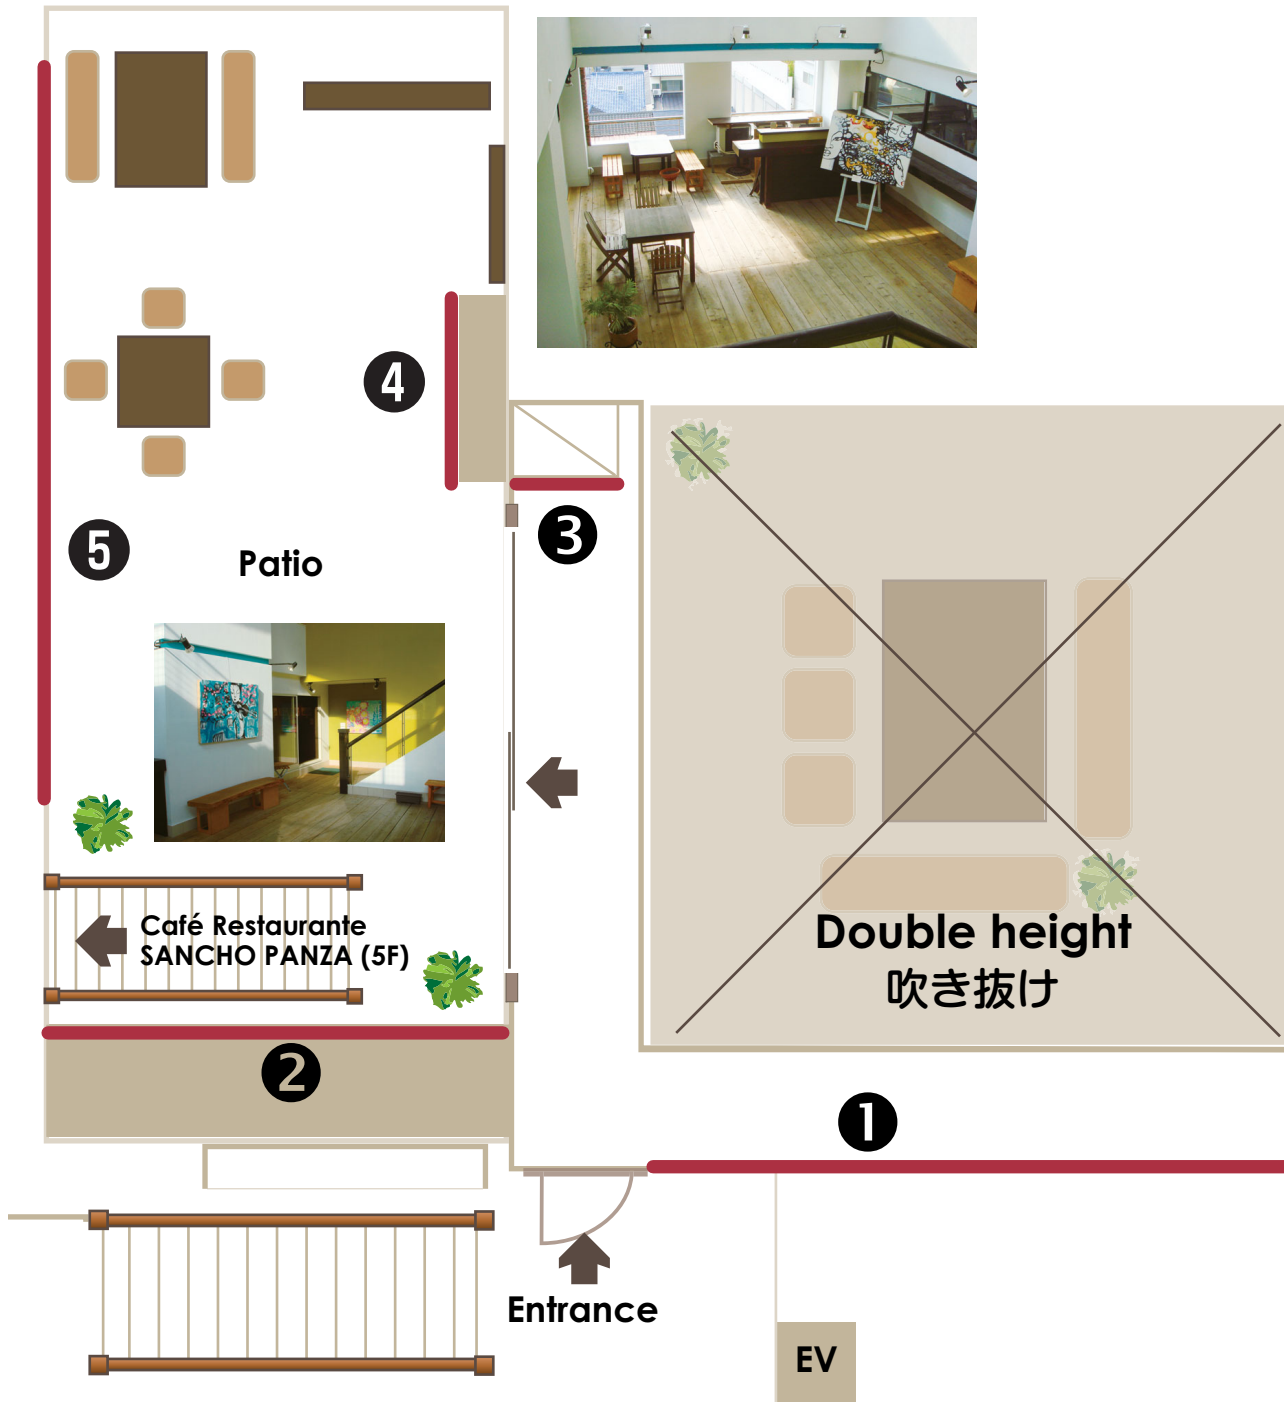 4
3
5
Patio
Café Restaurante
SANCHO PANZA (5F)
Double height
吹き抜け
2
1
Entrance
EV